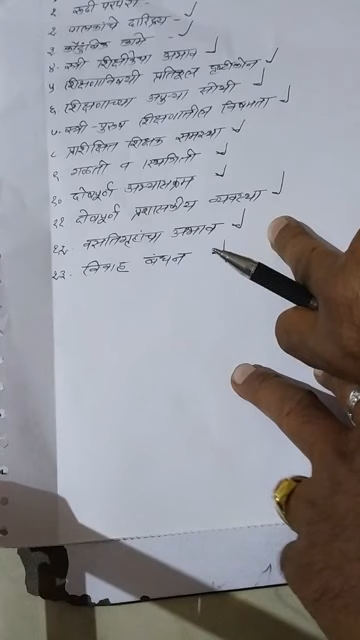 १ रूढी परंपरा -
२ पालकांचे दारिद्र्य -
३ कौटुंबिक कामे
४. स्त्री शिक्षीकेचा अभाव
५ शिक्षणाविषयी प्रतिकूल दृष्टीकोन
६ शिक्षणाच्या अपुऱ्या सोयी
७. स्त्री-पुरुष शिक्षणातील विषमता
८ प्रशिक्षित शिक्षक समस्या
९ गळती व स्थगिती
१० दोषपूर्ण अभ्यासक्रम
११ दोषपूर्ण प्रशासकीय व्यवस्था
१२. वसतिगृहांचा अभाव
१३. विवाह बंधन